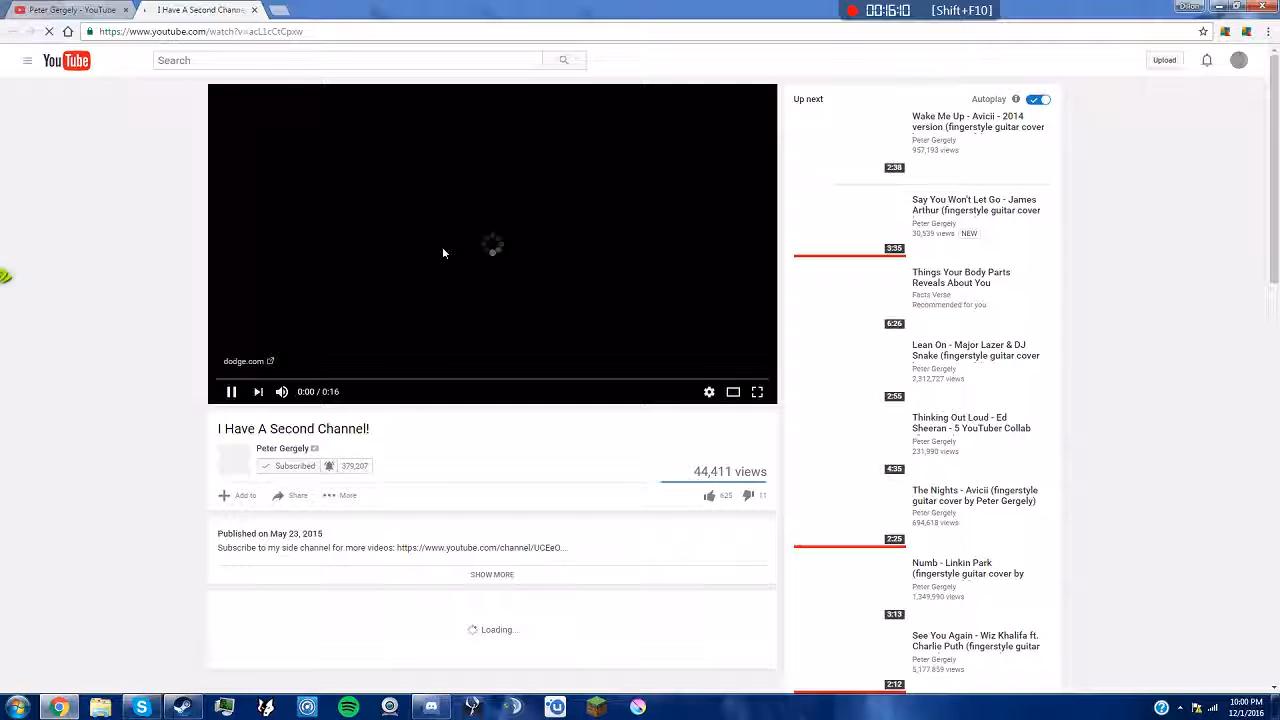 Peter Gergely - YouTube
I Have A Second Channe
00:16:10 [Shift+F10]
Dillon
https://www.youtube.com/watch?v=acL1cCtCpxw
YouTube
Search
Upload
Up next
Autoplay
Wake Me Up - Avicii - 2014
version (fingerstyle guitar cover
Peter Gergely
957,193 views
2:38
Say You Won't Let Go - James
Arthur (fingerstyle guitar cover
Peter Gergely
30,539 views NEW
3:35
Things Your Body Parts
Reveals About You
Facts Verse
Recommended for you
6:26
Lean On - Major Lazer & DJ
Snake (fingerstyle guitar cover
Peter Gergely
2,312,727 views
2:55
Thinking Out Loud - Ed
Sheeran - 5 YouTuber Collab
Peter Gergely
231,990 views
4:35
The Nights - Avicii (fingerstyle
guitar cover by Peter Gergely)
Peter Gergely
694,618 views
2:25
Numb - Linkin Park
(fingerstyle guitar cover by
Peter Gergely
1,349,990 views
3:13
See You Again - Wiz Khalifa ft.
Charlie Puth (fingerstyle guitar
Peter Gergely
5,177,859 views
2:12
dodge.com
0:00 / 0:16
I Have A Second Channel!
Peter Gergely
Subscribed 379,207
44,411 views
Add to Share More
625 11
Published on May 23, 2015
Subscribe to my side channel for more videos: https://www.youtube.com/channel/UCEeO...
SHOW MORE
Loading...
10:00 PM
12/1/2016